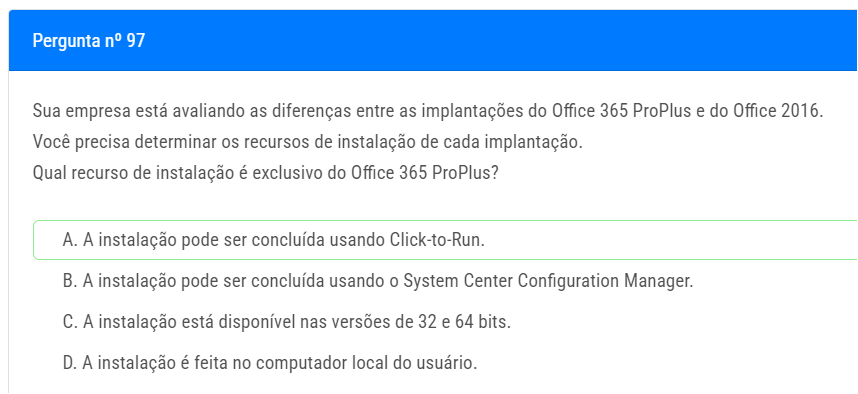 Pergunta nº 97
Sua empresa está avaliando as diferenças entre as implantações do Office 365 ProPlus e do Office 2016.
Você precisa determinar os recursos de instalação de cada implantação.
Qual recurso de instalação é exclusivo do Office 365 ProPlus?
A. A instalação pode ser concluída usando Click-to-Run.
B. A instalação pode ser concluída usando o System Center Configuration Manager.
C. A instalação está disponível nas versões de 32 e 64 bits.
D. A instalação é feita no computador local do usuário.